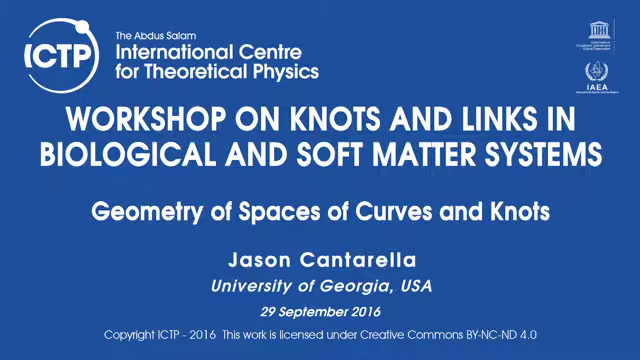 ICTP
The Abdus Salam
International Centre
for Theoretical Physics
IAEA
WORKSHOP ON KNOTS AND LINKS IN
BIOLOGICAL AND SOFT MATTER SYSTEMS
Geometry of Spaces of Curves and Knots
Jason Cantarella
University of Georgia, USA
29 September 2016
Copyright ICTP - 2016 This work is licensed under Creative Commons BY-NC-ND 4.0